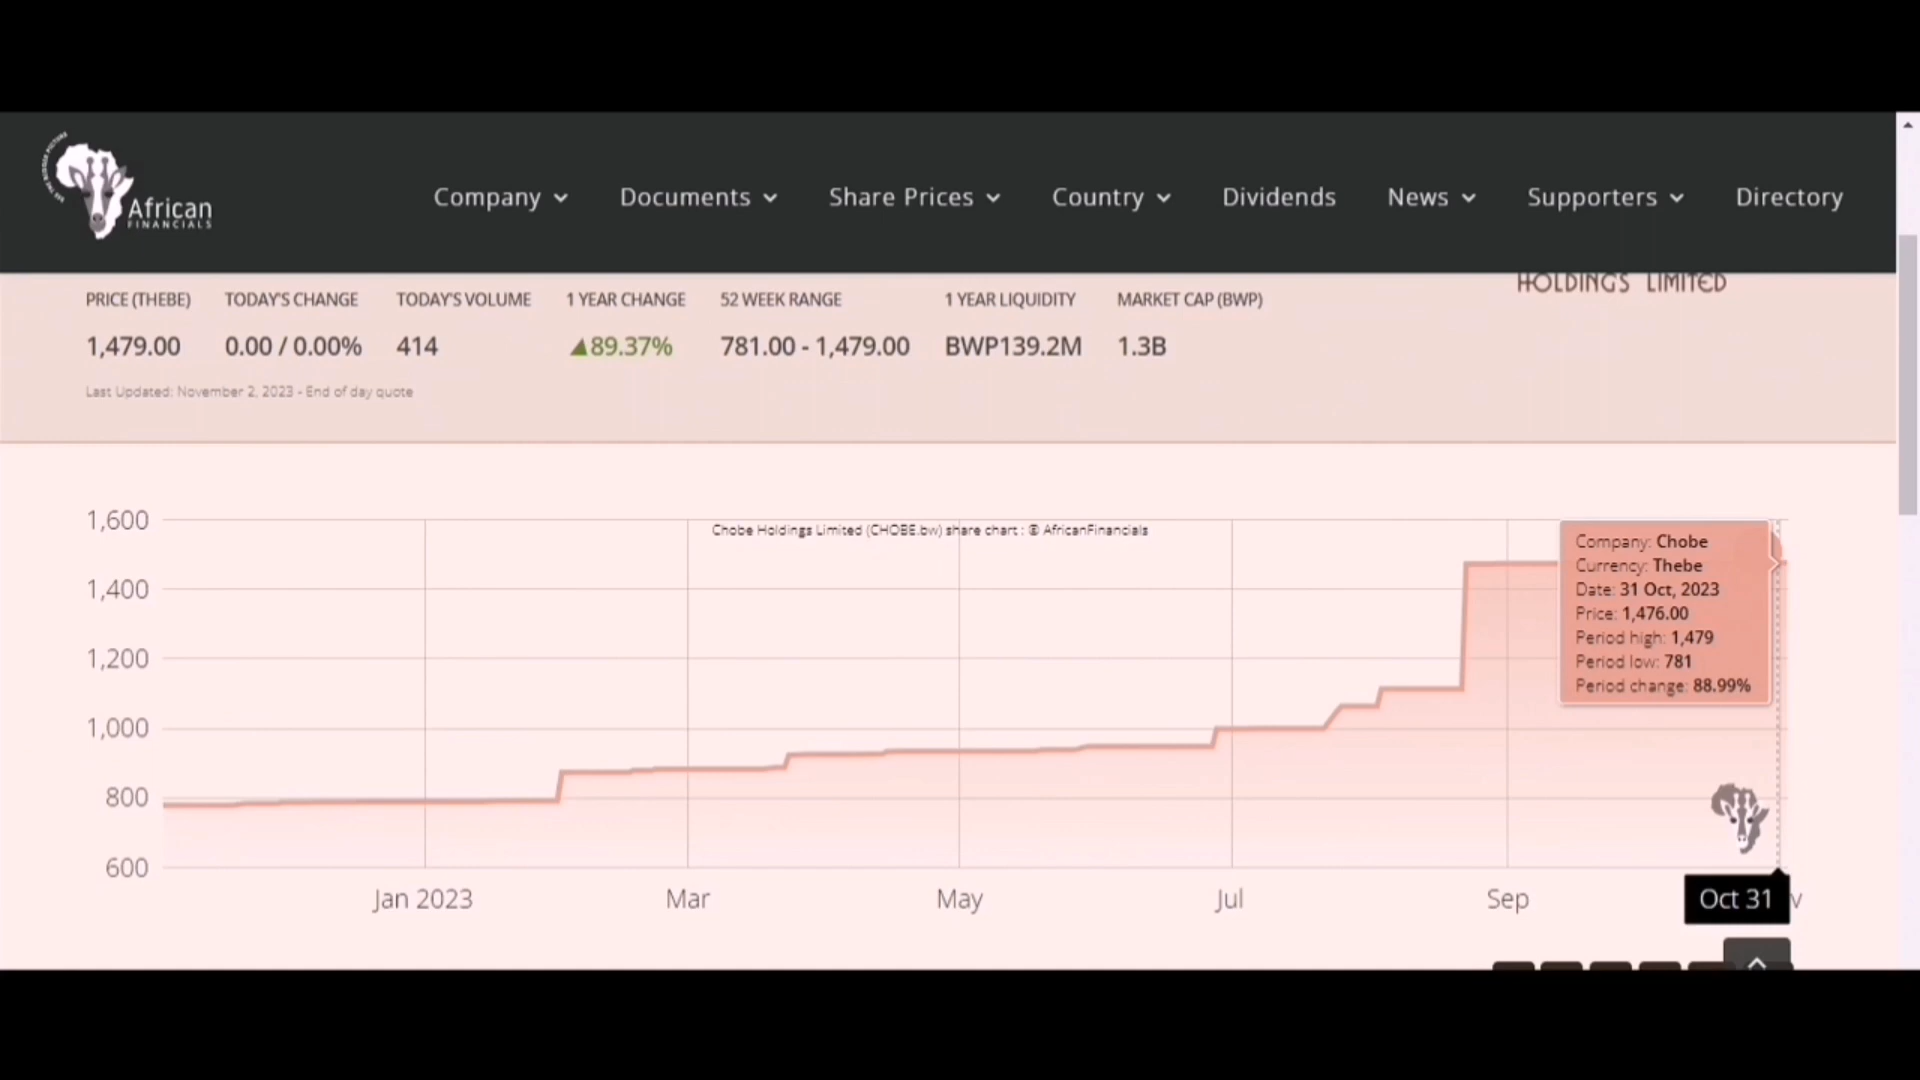 African
FINANCIALS
Company
Documents
Share Prices
Country
Dividends
News
Supporters
Directory
HOLDINGS LIMITED
PRICE (THEBE)
TODAY'S CHANGE
TODAY'S VOLUME
1 YEAR CHANGE
52 WEEK RANGE
1 YEAR LIQUIDITY
MARKET CAP (BWP)
1,479.00
0.00 / 0.00%
414
▲89.37%
781.00 - 1,479.00
BWP139.2M
1.3B
Last Updated: November 2, 2023 - End of day quote
Chobe Holdings Limited (CHOBE.bw) share chart : © AfricanFinancials
1,600
1,400
1,200
1,000
800
600
Company: Chobe
Currency: Thebe
Date: 31 Oct, 2023
Price: 1,476.00
Period high: 1,479
Period low: 781
Period change: 88.99%
Jan 2023
Mar
May
Jul
Sep
Oct 31
v